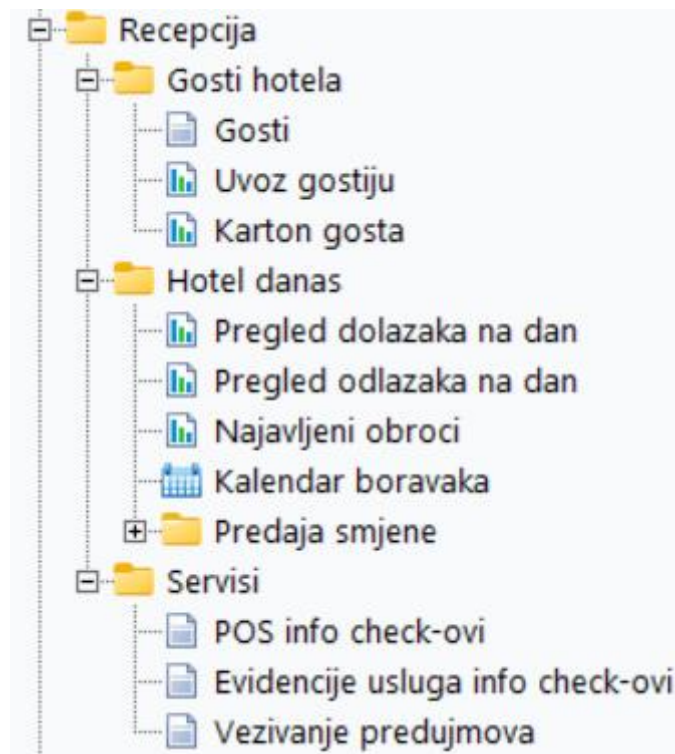 Recepcija
Gosti hotela
Gosti
Uvoz gostiju
Karton gosta
Hotel danas
Pregled dolazaka na dan
Pregled odlazaka na dan
Najavljeni obroci
Kalendar boravaka
Predaja smjene
Servisi
POS info check-ovi
Evidencije usluga info check-ovi
Vezivanje predujmova